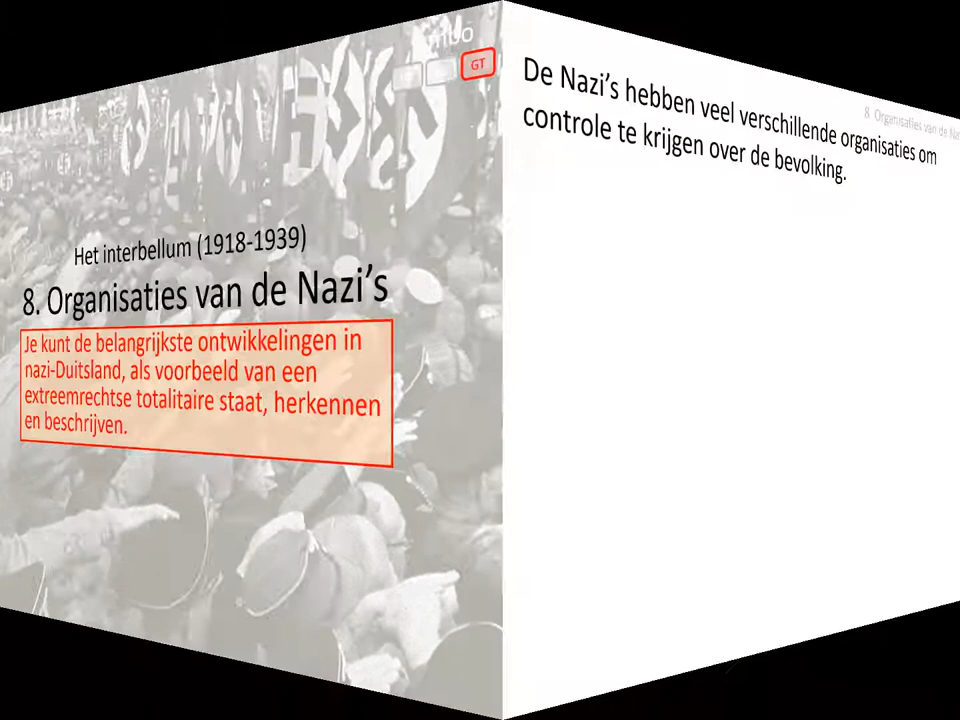 GT
Het interbellum (1918-1939)
8. Organisaties van de Nazi's
Je kunt de belangrijkste ontwikkelingen in
nazi-Duitsland, als voorbeeld van een
extreemrechtse totalitaire staat, herkennen
en beschrijven.
8 Organisaties van de
De Nazi's hebben veel verschillende organisaties om
controle te krijgen over de bevolking.